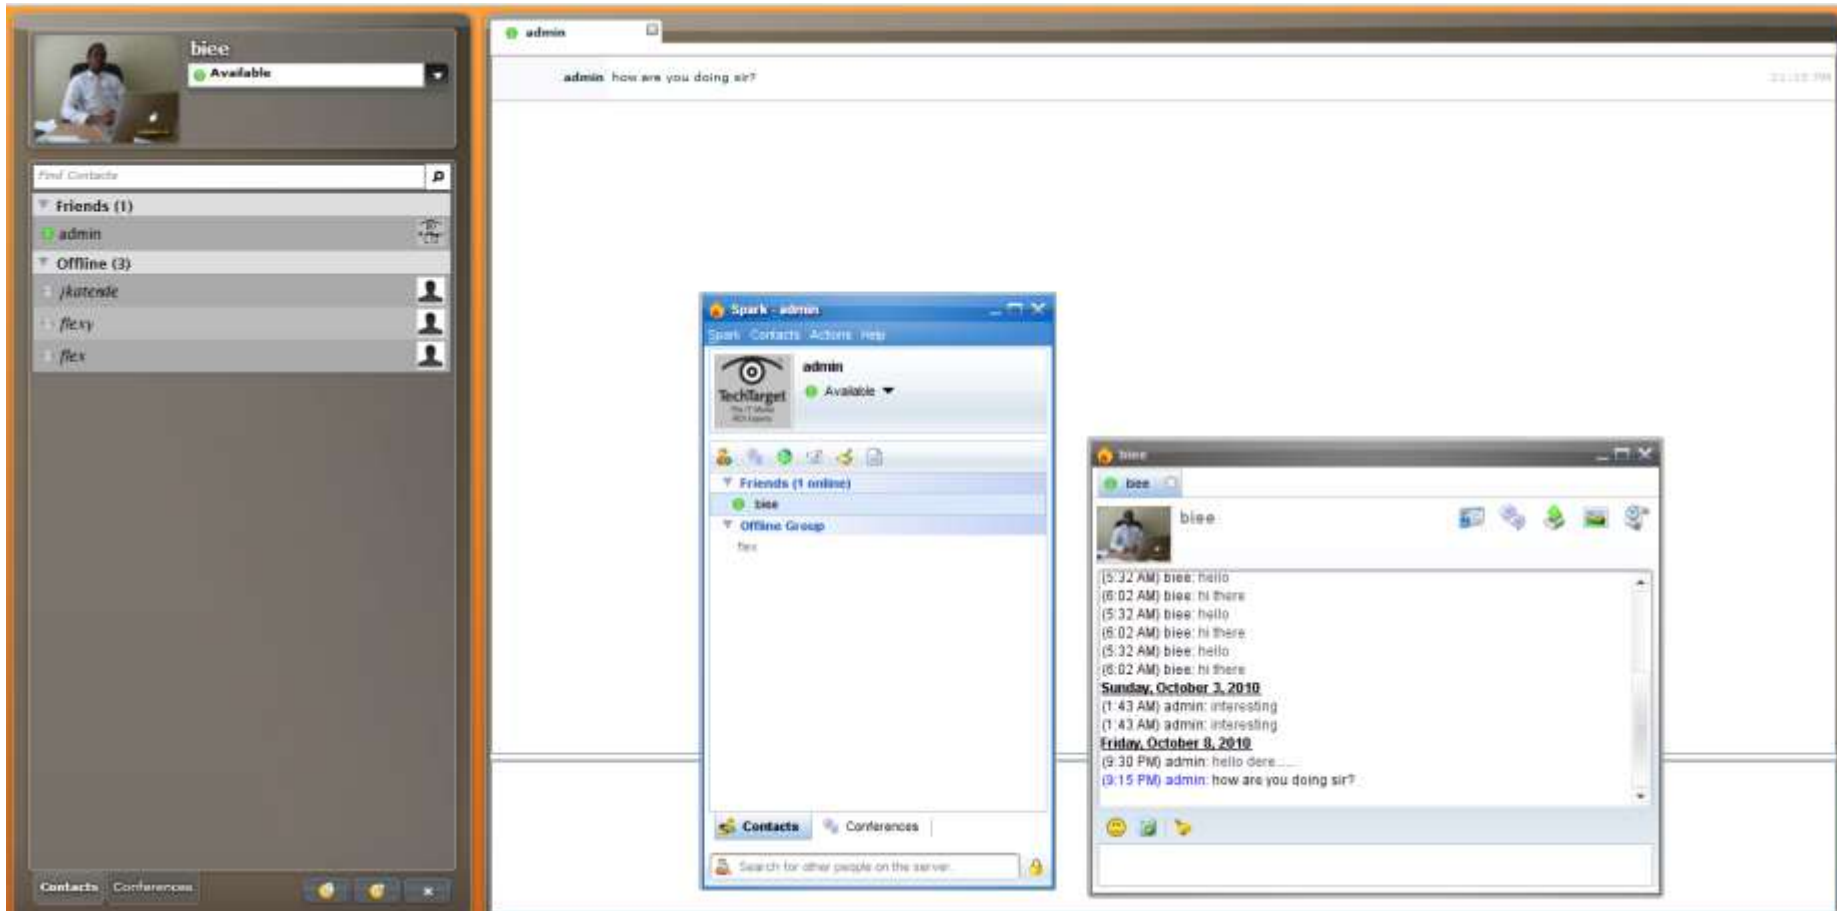 biee
Available
Find Contacts
Friends (1)
admin
Offline (3)
jkatende
flexy
flex
Contacts Conferences
admin
admin how are you doing sir?
Spark - admin
Spark Contacts Actions Help
admin
Available
TechTarget
Friends (1 online)
biee
Offline Group
flex
Contacts Conferences
Search for other people on the server
biee
biee
biee
(5:32 AM) biee: hello
(6:02 AM) biee: hi there
(5:32 AM) biee: hello
(6:02 AM) biee: hi there
(5:32 AM) biee: hello
(6:02 AM) biee: hi there
Sunday, October 3, 2010
(1:43 AM) admin: interesting
(1:43 AM) admin: interesting
Friday, October 8, 2010
(9:30 PM) admin: hello dere.....
(9:15 PM) admin: how are you doing sir?